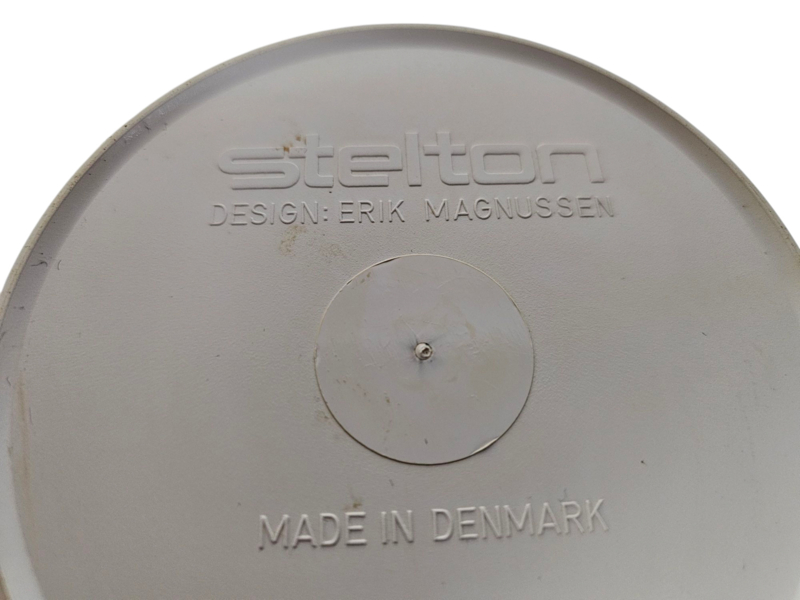 stelton
DESIGN: ERIK MAGNUSSEN
MADE IN DENMARK